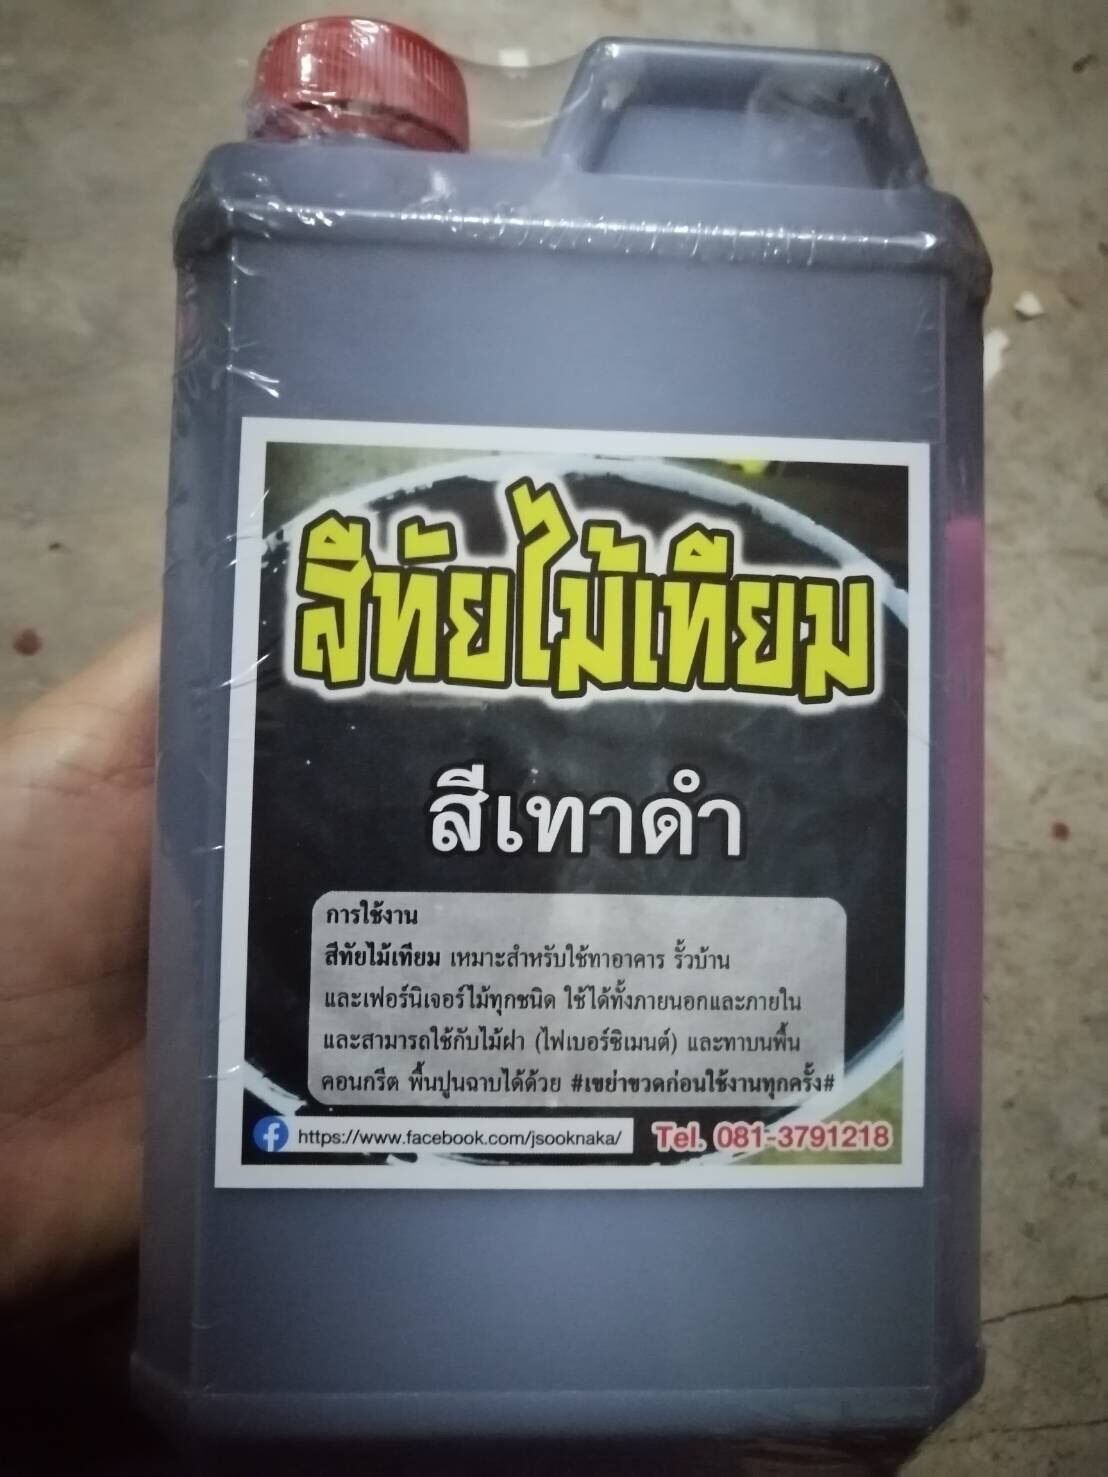 สีทัยไม้เทียม
สีเทาดำ
การใช้งาน
สีทัยไม้เทียม เหมาะสำหรับใช้ทาอาคาร รั้วบ้าน
และเฟอร์นิเจอร์ไม้ทุกชนิด ใช้ได้ทั้งภายนอกและภายใน
และสามารถใช้กับไม้ฝา (ไฟเบอร์ซิเมนต์) และทาบนพื้น
คอนกรีต พื้นปูนฉาบได้ด้วย #เขย่าขวดก่อนใช้งานทุกครั้ง#
https://www.facebook.com/jsooknaka/ Tel. 081-3791218